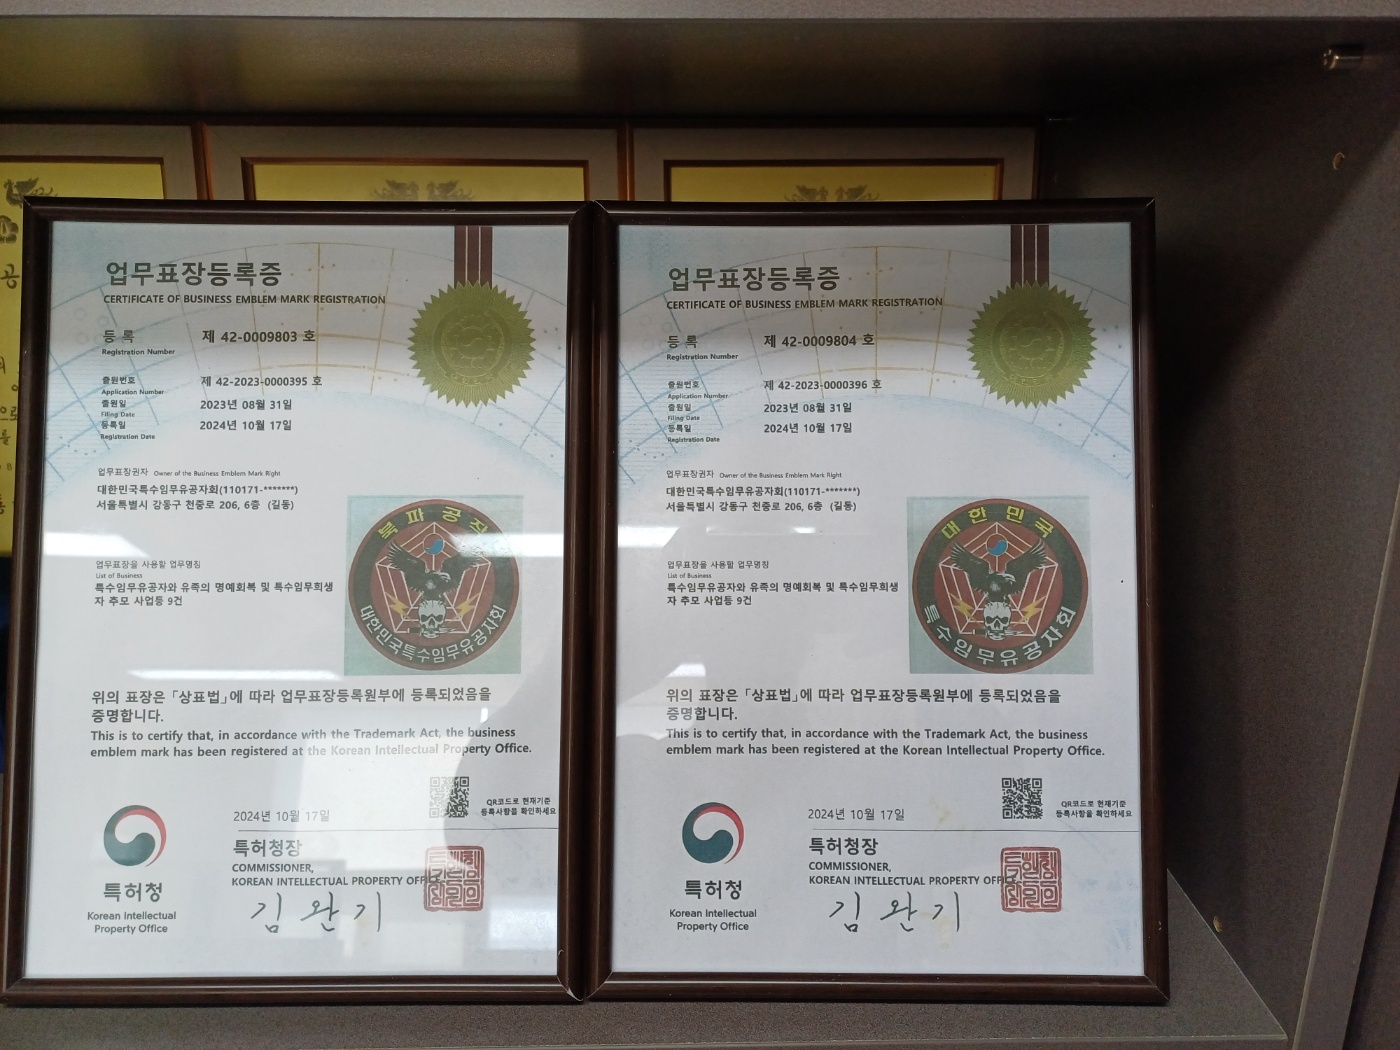 업무표장등록증
CERTIFICATE OF BUSINESS EMBLEM MARK REGISTRATION
등 록 제 42-0009803 호
Registration Number
출원번호 제 42-2023-0000395 호
Application Number
출원일 2023년 08월 31일
Filing Date
등록일 2024년 10월 17일
Registration Date
업무표장권자 Owner of the Business Emblem Mark Right
대한민국특수임무유공자회(110171-*******)
서울특별시 강동구 천중로 206, 6층 (길동)
북파공작
대한민국특수임무유공자회
업무표장을 사용할 업무명칭
List of Business
특수임무유공자와 유족의 명예회복 및 특수임무희생
자 추모 사업등 9건
위의 표장은 「상표법」에 따라 업무표장등록원부에 등록되었음을
증명합니다.
This is to certify that, in accordance with the Trademark Act, the business
emblem mark has been registered at the Korean Intellectual Property Office.
QR코드로 현재기준
등록사항을 확인하세요
2024년 10월 17일
특허청장
COMMISSIONER,
KOREAN INTELLECTUAL PROPERTY OFFICE
김 완 기
특허청
Korean Intellectual
Property Office
업무표장등록증
CERTIFICATE OF BUSINESS EMBLEM MARK REGISTRATION
등 록 제 42-0009804 호
Registration Number
출원번호 제 42-2023-0000396 호
Application Number
출원일 2023년 08월 31일
Filing Date
등록일 2024년 10월 17일
Registration Date
업무표장권자 Owner of the Business Emblem Mark Right
대한민국특수임무유공자회(110171-*******)
서울특별시 강동구 천중로 206, 6층 (길동)
대한민국
특수임무유공자회
업무표장을 사용할 업무명칭
List of Business
특수임무유공자와 유족의 명예회복 및 특수임무희생
자 추모 사업등 9건
위의 표장은 「상표법」에 따라 업무표장등록원부에 등록되었음을
증명합니다.
This is to certify that, in accordance with the Trademark Act, the business
emblem mark has been registered at the Korean Intellectual Property Office.
QR코드로 현재기준
등록사항을 확인하세요
2024년 10월 17일
특허청장
COMMISSIONER,
KOREAN INTELLECTUAL PROPERTY OFFICE
김 완 기
특허청
Korean Intellectual
Property Office